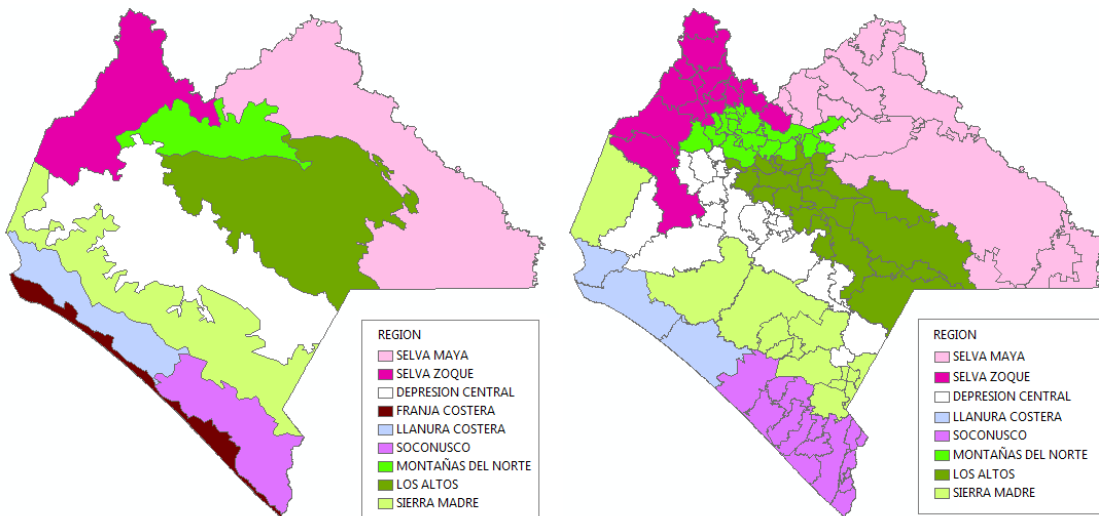 REGION
SELVA MAYA
SELVA ZOQUE
DEPRESION CENTRAL
FRANJA COSTERA
LLANURA COSTERA
SOCONUSCO
MONTAÑAS DEL NORTE
LOS ALTOS
SIERRA MADRE
REGION
SELVA MAYA
SELVA ZOQUE
DEPRESION CENTRAL
LLANURA COSTERA
SOCONUSCO
MONTAÑAS DEL NORTE
LOS ALTOS
SIERRA MADRE